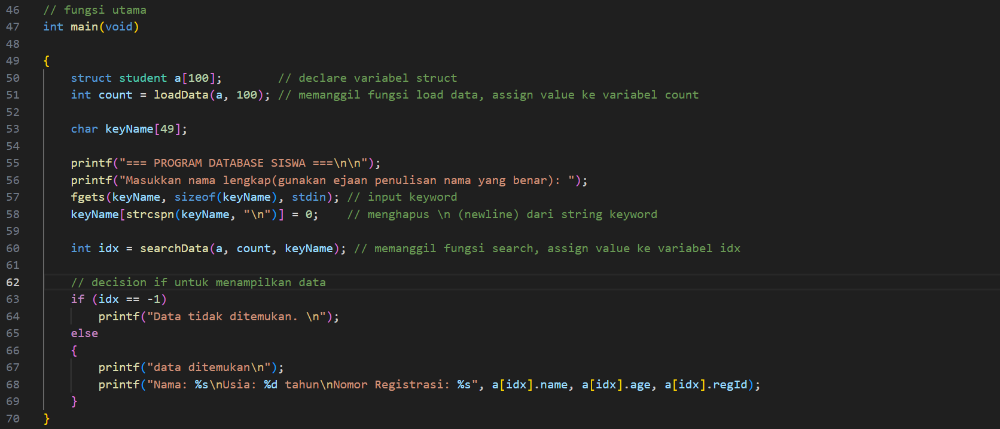 46 // fungsi utama
47 int main(void)
48
49 {
50     struct student a[100];        // declare variabel struct
51     int count = loadData(a, 100); // memanggil fungsi load data, assign value ke variabel count
52
53     char keyName[49];
54
55     printf("=== PROGRAM DATABASE SISWA ===\n\n");
56     printf("Masukkan nama lengkap(gunakan ejaan penulisan nama yang benar): ");
57     fgets(keyName, sizeof(keyName), stdin); // input keyword
58     keyName[strcspn(keyName, "\n")] = 0;    // menghapus \n (newline) dari string keyword
59
60     int idx = searchData(a, count, keyName); // memanggil fungsi search, assign value ke variabel idx
61
62     // decision if untuk menampilkan data
63     if (idx == -1)
64         printf("Data tidak ditemukan. \n");
65     else
66     {
67         printf("data ditemukan\n");
68         printf("Nama: %s\nUsia: %d tahun\nNomor Registrasi: %s", a[idx].name, a[idx].age, a[idx].regId);
69     }
70 }